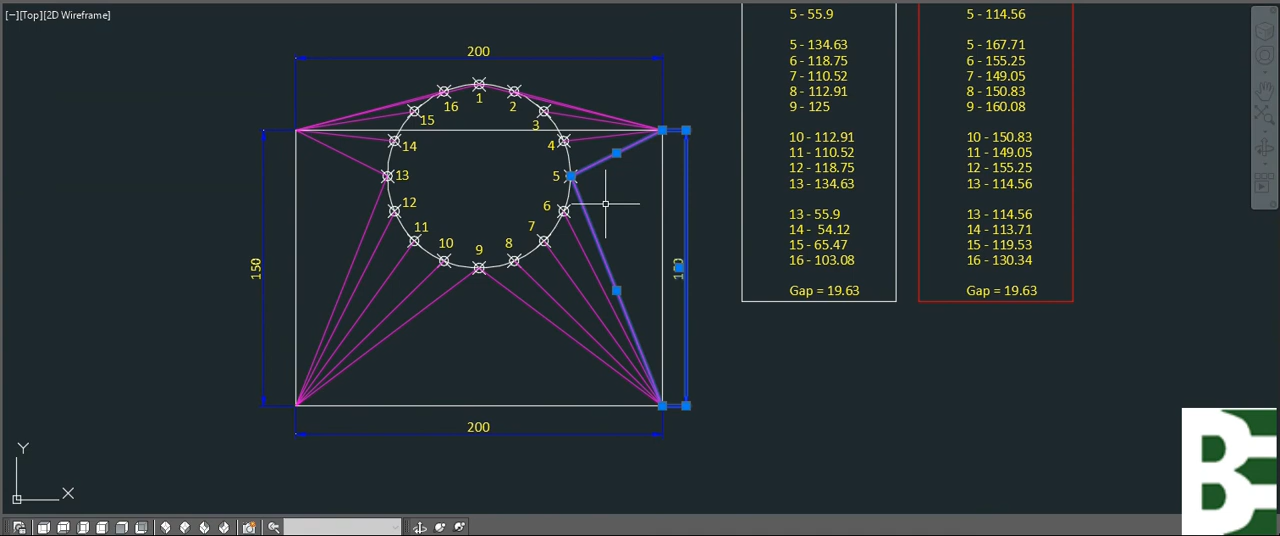 [−][Top][2D Wireframe]
200
1
16
2
15
3
14
4
13
5
12
6
11
7
10
8
9
150
200
Y
X
5 - 55.9
5 - 134.63
6 - 118.75
7 - 110.52
8 - 112.91
9 - 125
10 - 112.91
11 - 110.52
12 - 118.75
13 - 134.63
13 - 55.9
14 - 54.12
15 - 65.47
16 - 103.08
Gap = 19.63
5 - 114.56
5 - 167.71
6 - 155.25
7 - 149.05
8 - 150.83
9 - 160.08
10 - 150.83
11 - 149.05
12 - 155.25
13 - 114.56
13 - 114.56
14 - 113.71
15 - 119.53
16 - 130.34
Gap = 19.63
BE